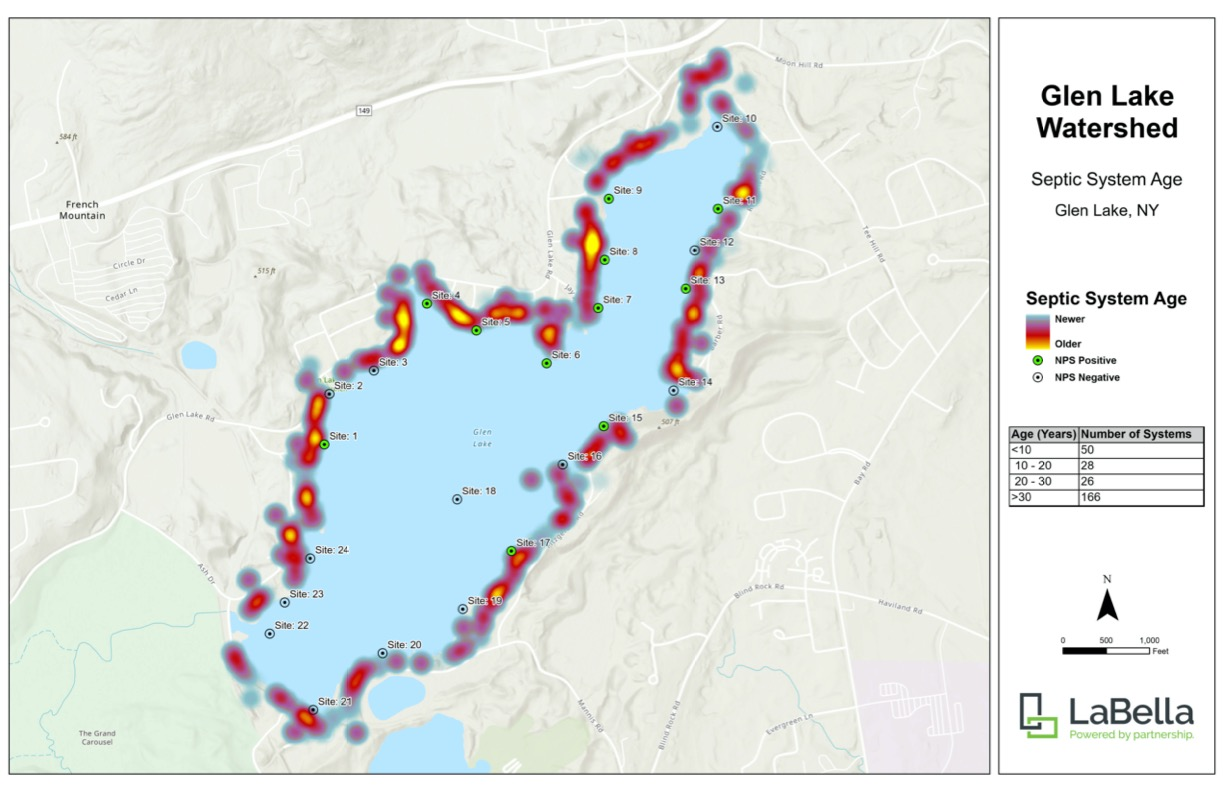 Moon Hill Rd
149
584 ft
Site: 10
French
Mountain
Site: 9
Site: 11
Glen Lake Rd
Tee Hill Rd
Site: 12
Site: 8
Circle Dr
515 ft
Cedar Ln
Site: 13
Jay
Site: 4
Site: 7
Site: 5
Site: 6
Site: 3
Site: 2
Site: 14
Glen Lake Rd
Site: 15
507 ft
Site: 1
Glen
Lake
Site: 16
Bay Rd
Site: 18
Site: 17
Site: 24
Ash Dr
Blind Rock Rd
Site: 23
Site: 19
Haviland Rd
Site: 22
Site: 20
Site: 21
Mannis Rd
Blind Rock Rd
Evergreen Ln
The Grand
Carousel
Glen Lake
Watershed
Septic System Age
Glen Lake, NY
Septic System Age
Newer
Older
NPS Positive
NPS Negative
Age (Years) Number of Systems
<10 50
10 - 20 28
20 - 30 26
>30 166
N
0 500 1,000
Feet
LaBella
Powered by partnership.